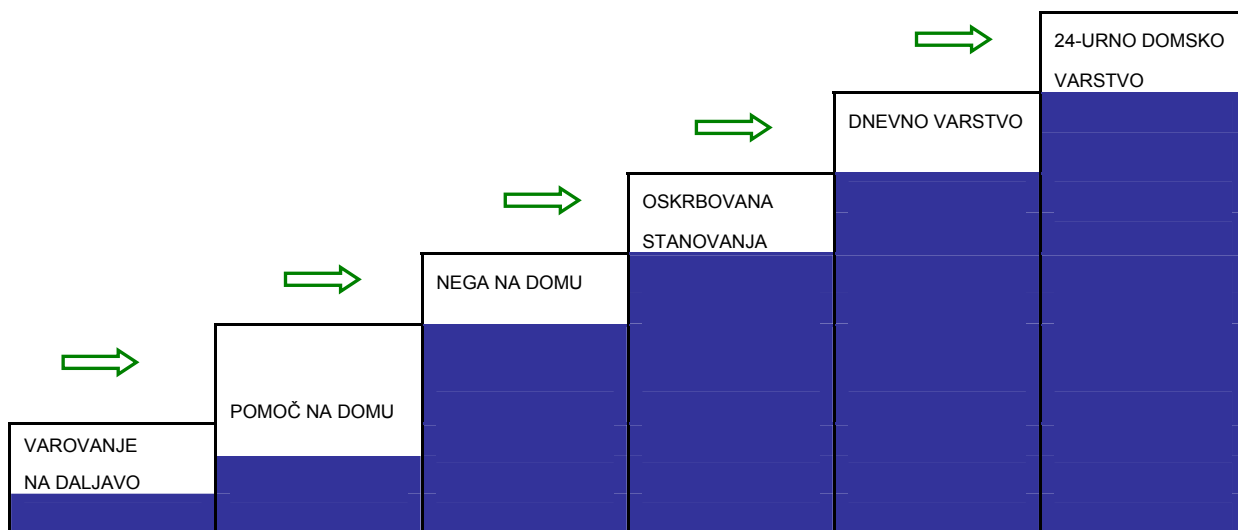 VAROVANJE
NA DALJAVO
POMOČ NA DOMU
NEGA NA DOMU
OSKRBOVANA
STANOVANJA
DNEVNO VARSTVO
24-URNO DOMSKO
VARSTVO